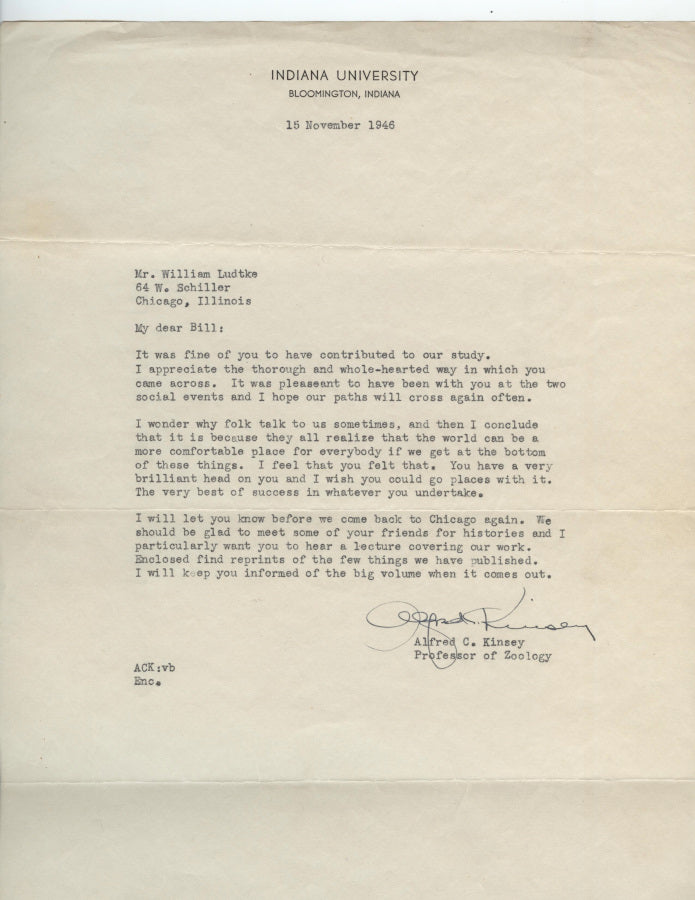 INDIANA UNIVERSITY
BLOOMINGTON, INDIANA
15 November 1946
Mr. William Ludtke
64 W. Schiller
Chicago, Illinois
My dear Bill:
It was fine of you to have contributed to our study.
I appreciate the thorough and whole-hearted way in which you
came across. It was pleaseant to have been with you at the two
social events and I hope our paths will cross again often.
I wonder why folk talk to us sometimes, and then I conclude
that it is because they all realize that the world can be a
more comfortable place for everybody if we get at the bottom
of these things. I feel that you felt that. You have a very
brilliant head on you and I wish you could go places with it.
The very best of success in whatever you undertake.
I will let you know before we come back to Chicago again. We
should be glad to meet some of your friends for histories and I
particularly want you to hear a lecture covering our work.
Enclosed find reprints of the few things we have published.
I will keep you informed of the big volume when it comes out.
Alfred C. Kinsey
Alfred C. Kinsey
Professor of Zoology
ACK:vb
Enc.